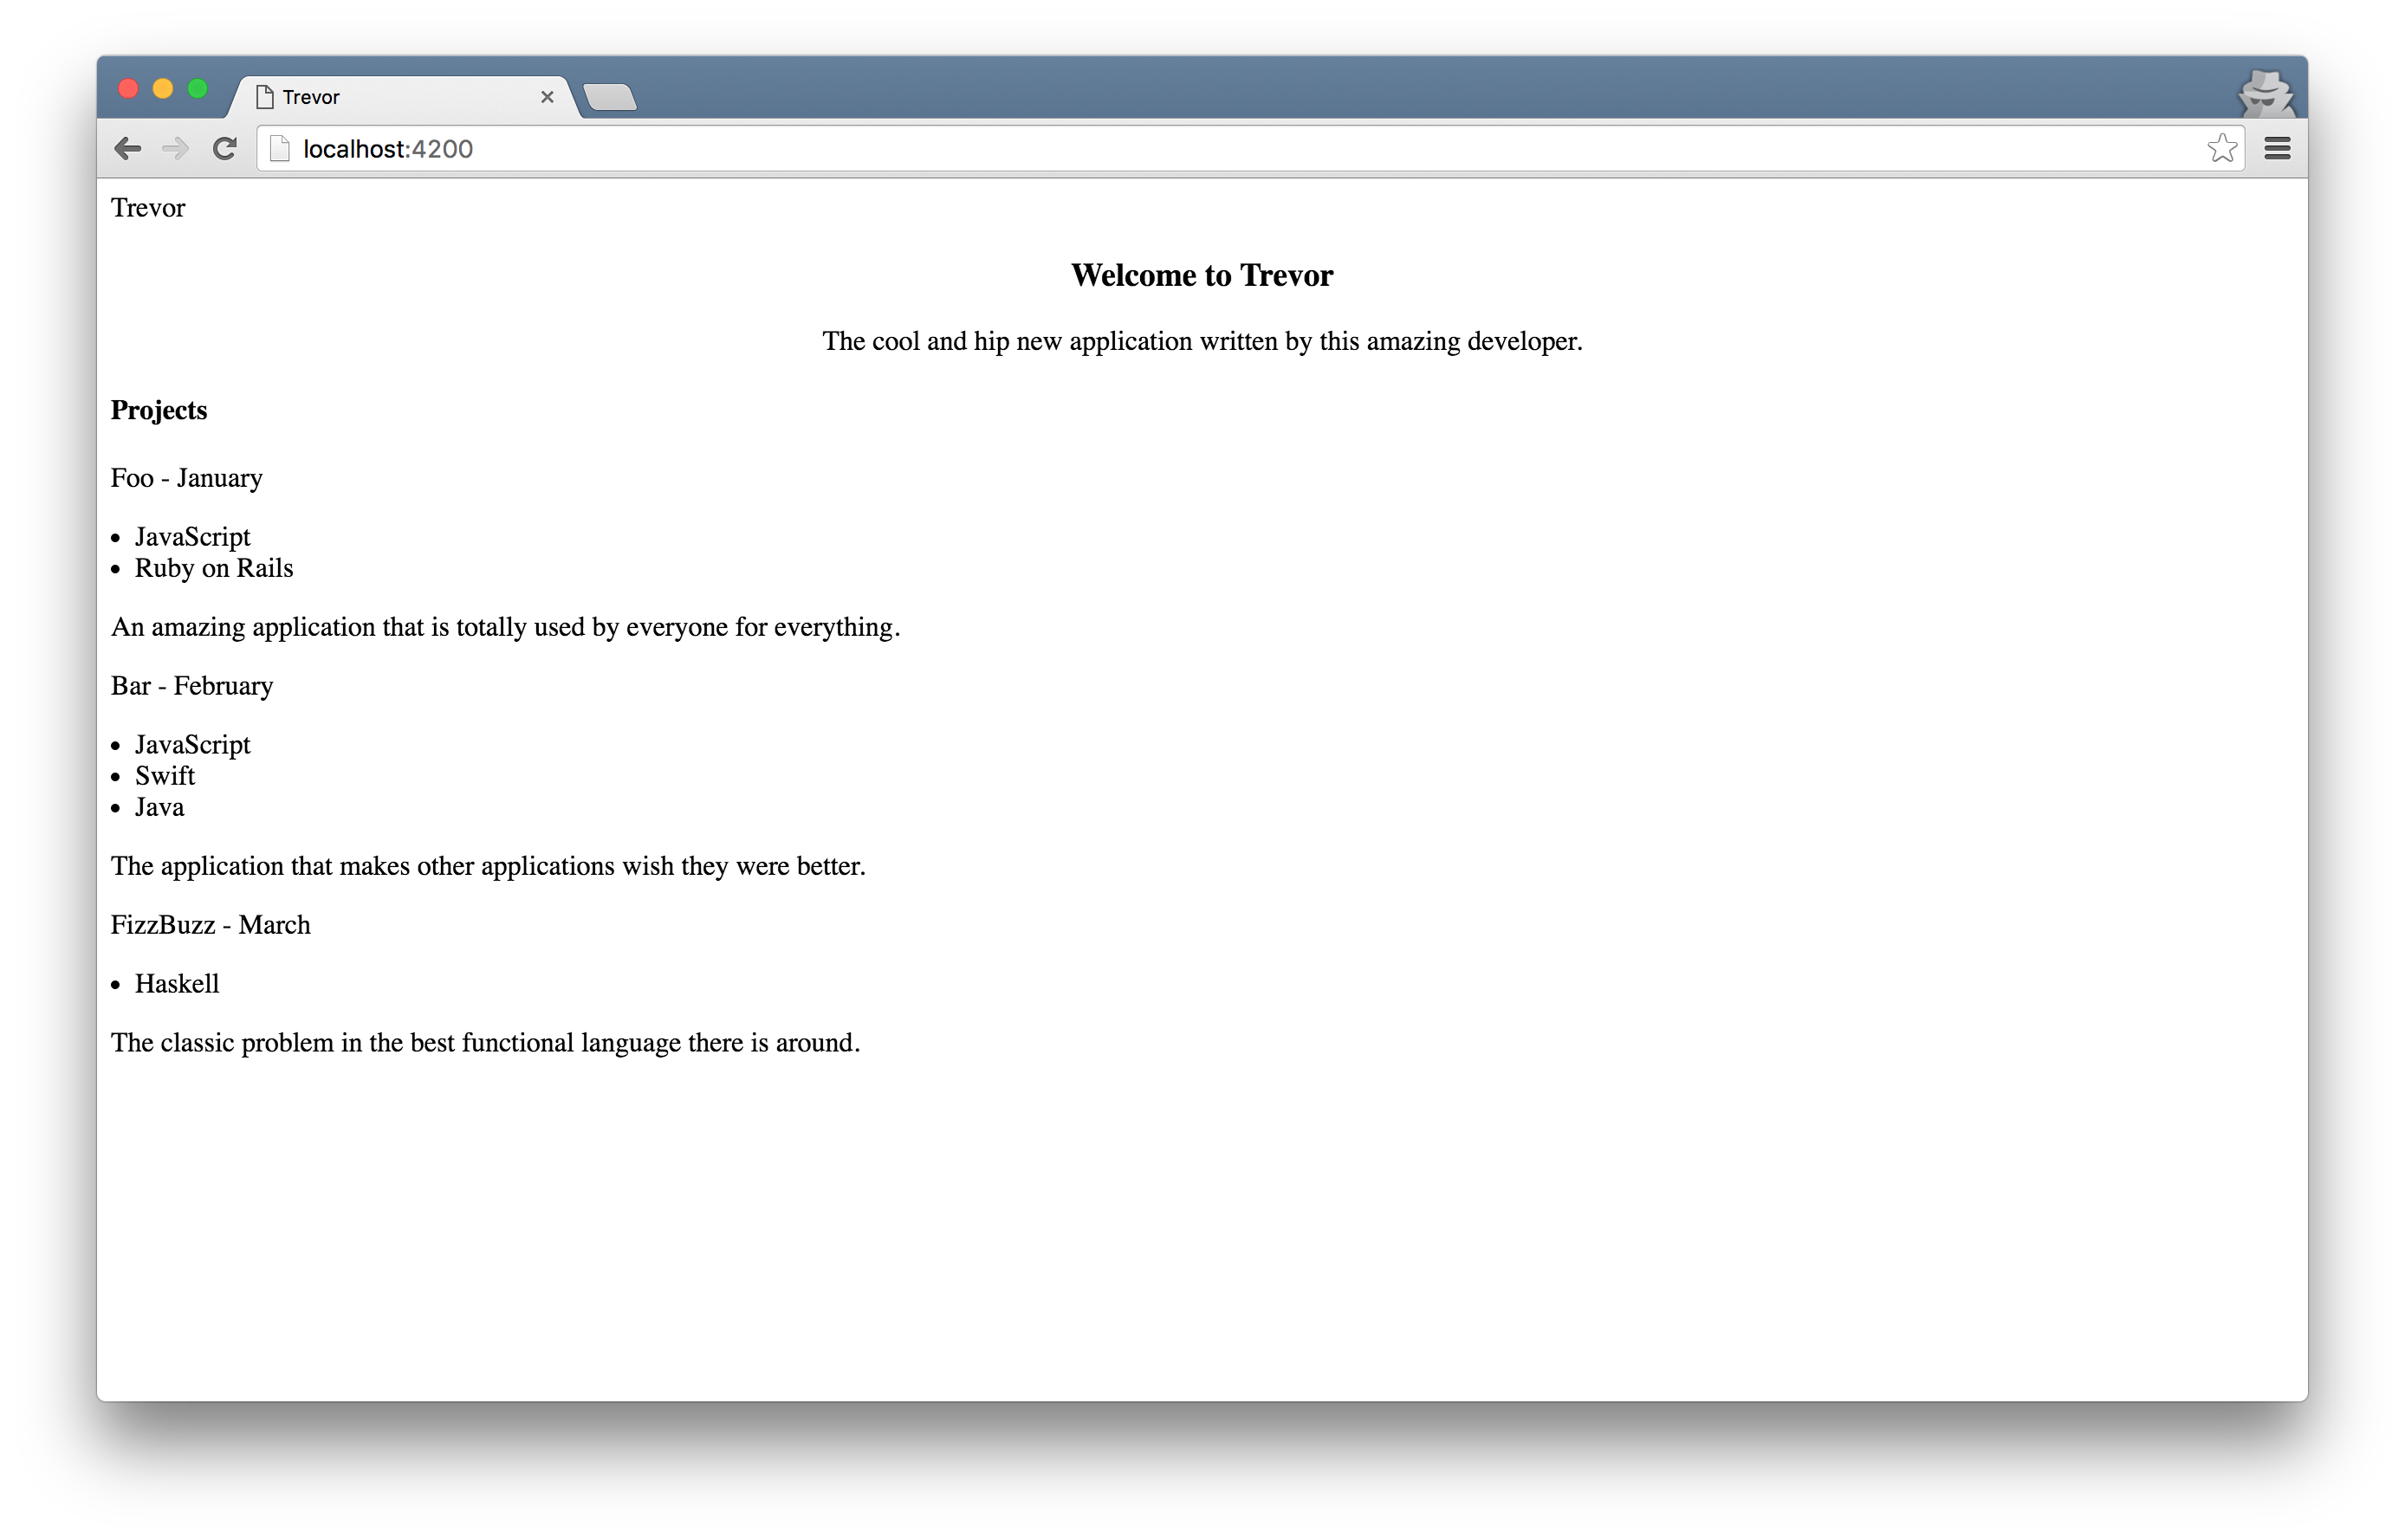 Trevor
localhost:4200
Trevor
Welcome to Trevor
The cool and hip new application written by this amazing developer.
Projects
Foo - January
• JavaScript
• Ruby on Rails
An amazing application that is totally used by everyone for everything.
Bar - February
• JavaScript
• Swift
• Java
The application that makes other applications wish they were better.
FizzBuzz - March
• Haskell
The classic problem in the best functional language there is around.